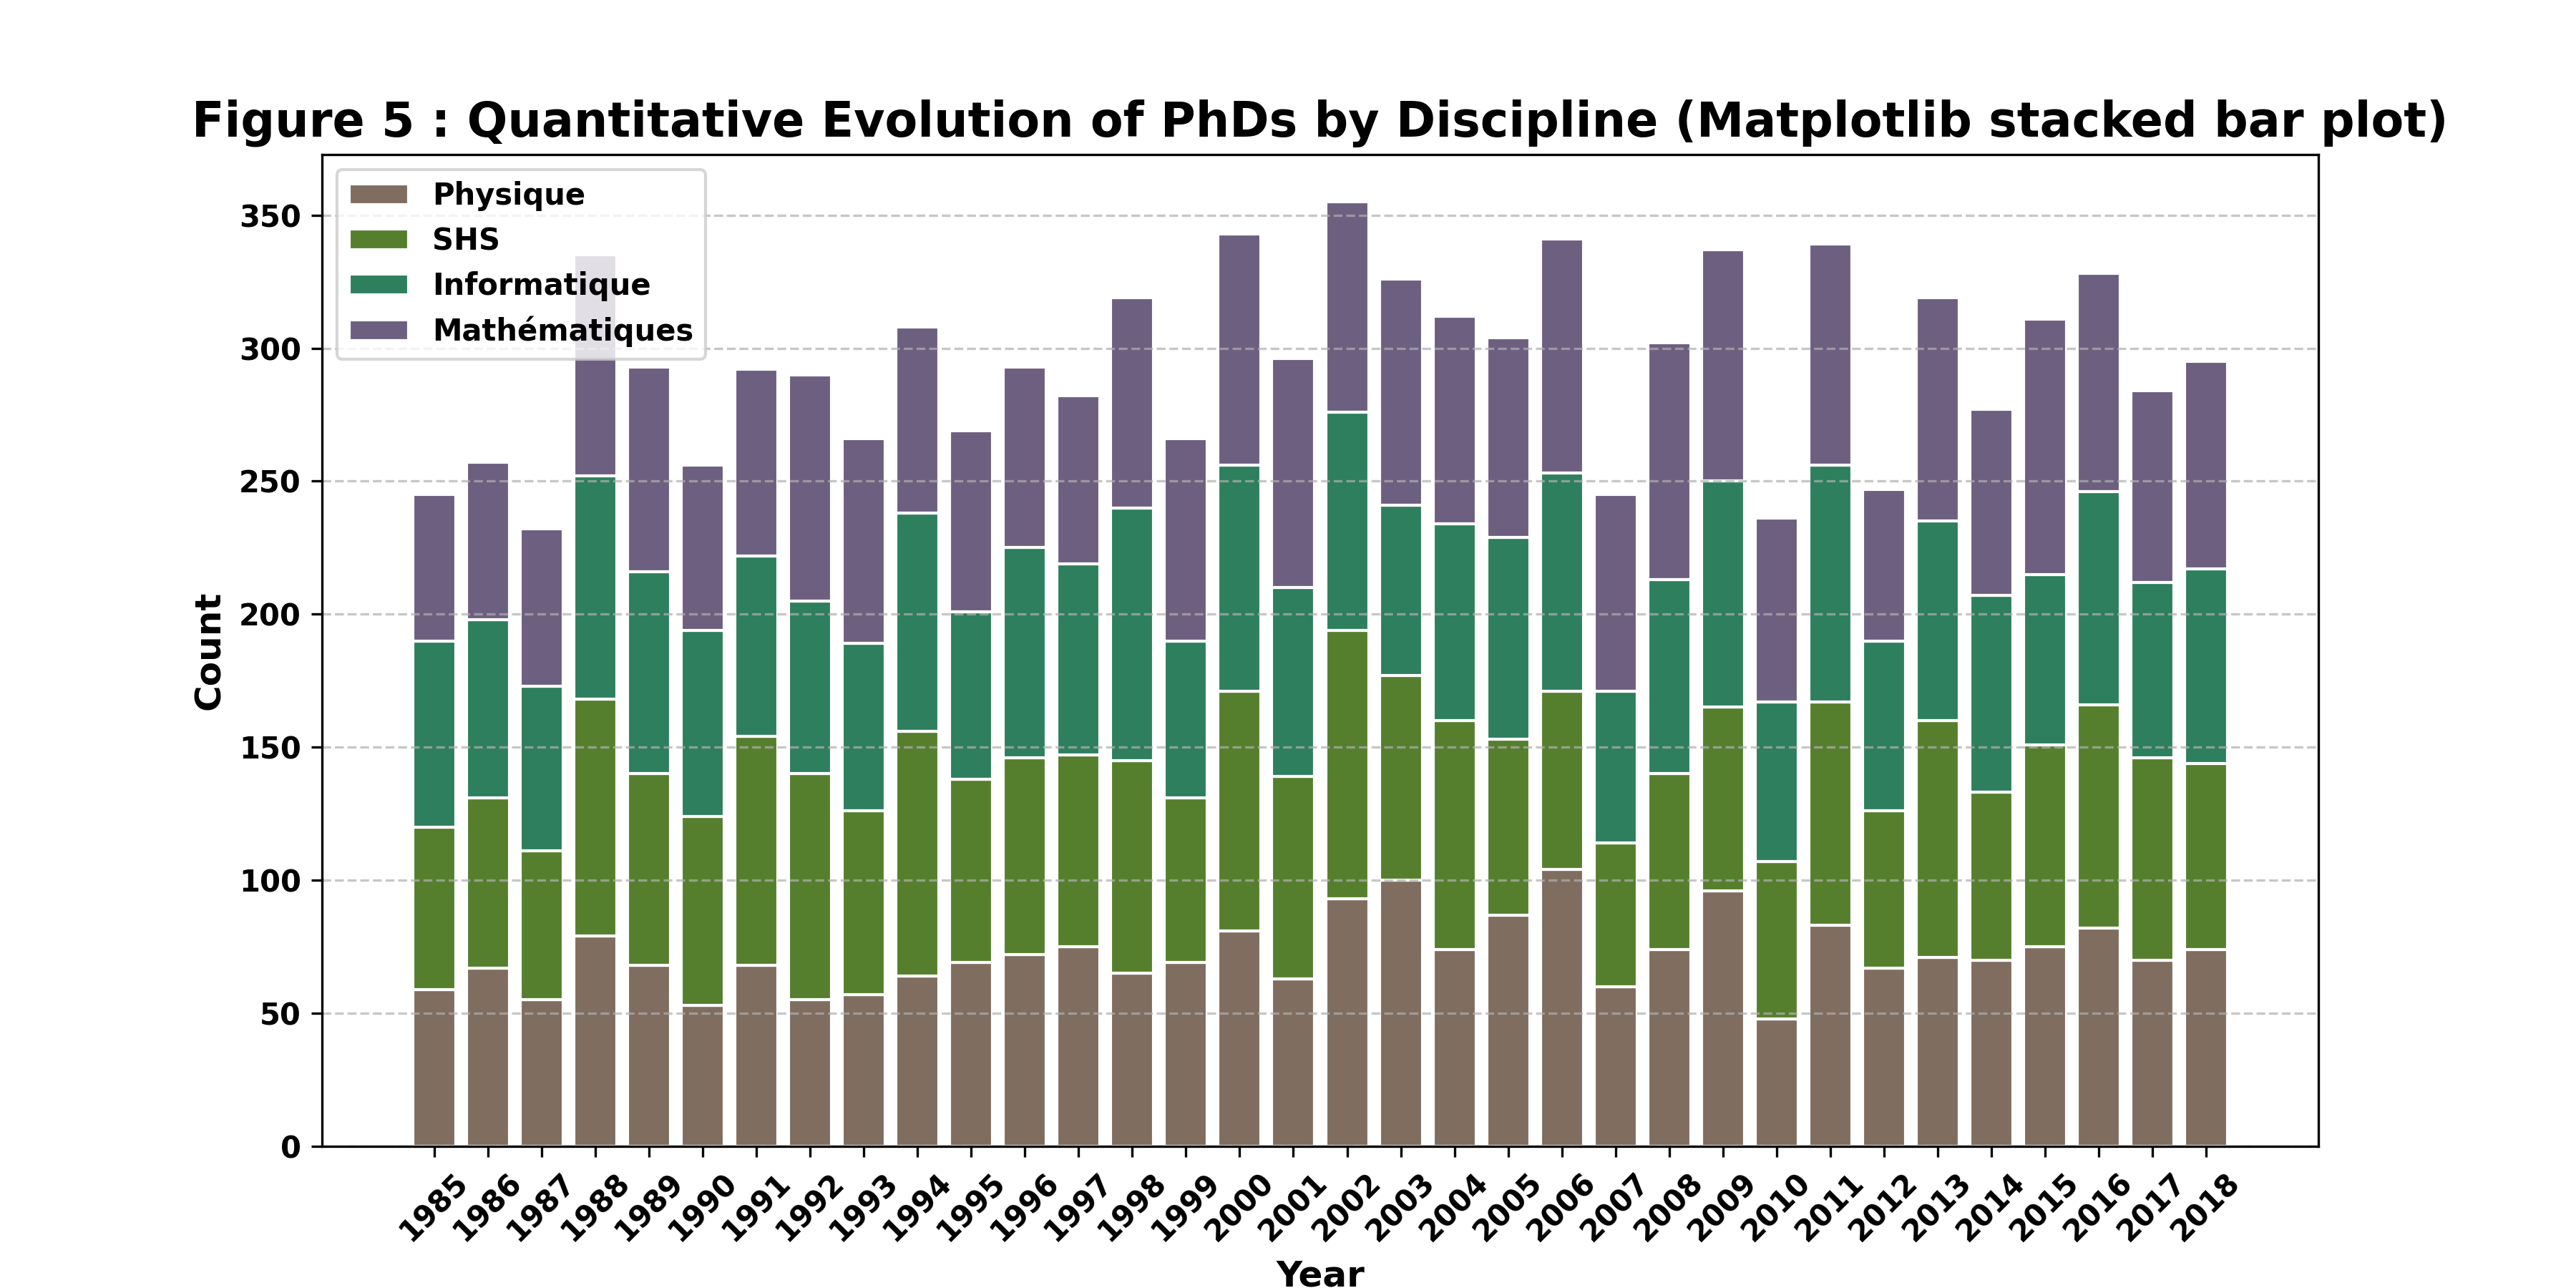 Figure 5 : Quantitative Evolution of PhDs by Discipline (Matplotlib stacked bar plot)
Physique
SHS
Informatique
Mathématiques
350
300
250
200
150
100
50
0
Count
1985 1986 1987 1988 1989 1990 1991 1992 1993 1994 1995 1996 1997 1998 1999 2000 2001 2002 2003 2004 2005 2006 2007 2008 2009 2010 2011 2012 2013 2014 2015 2016 2017 2018
Year